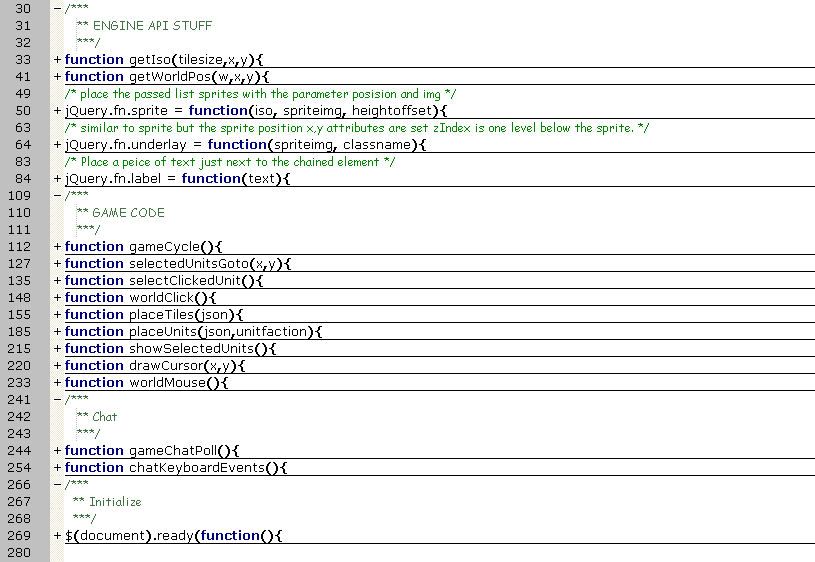 30 -/***
31 ** ENGINE API STUFF
32 ***/
33 +function getIso(tilesize,x,y){
41 +function getWorldPos(w,x,y){
49 /* place the passed list sprites with the parameter posision and img */
50 +jQuery.fn.sprite = function(iso, spriteimg, heightoffset){
63 /* similar to sprite but the sprite position x,y attributes are set zIndex is one level below the sprite. */
64 +jQuery.fn.underlay = function(spriteimg, classname){
83 /* Place a peice of text just next to the chained element */
84 +jQuery.fn.label = function(text){
109 -/***
110 ** GAME CODE
111 ***/
112 +function gameCycle(){
127 +function selectedUnitsGoto(x,y){
135 +function selectClickedUnit(){
148 +function worldClick(){
155 +function placeTiles(json){
185 +function placeUnits(json,unitfaction){
215 +function showSelectedUnits(){
220 +function drawCursor(x,y){
233 +function worldMouse(){
241 -/***
242 ** Chat
243 ***/
244 +function gameChatPoll(){
254 +function chatKeyboardEvents(){
266 -/***
267 ** Initialize
268 ***/
269 +$(document).ready(function(){
280